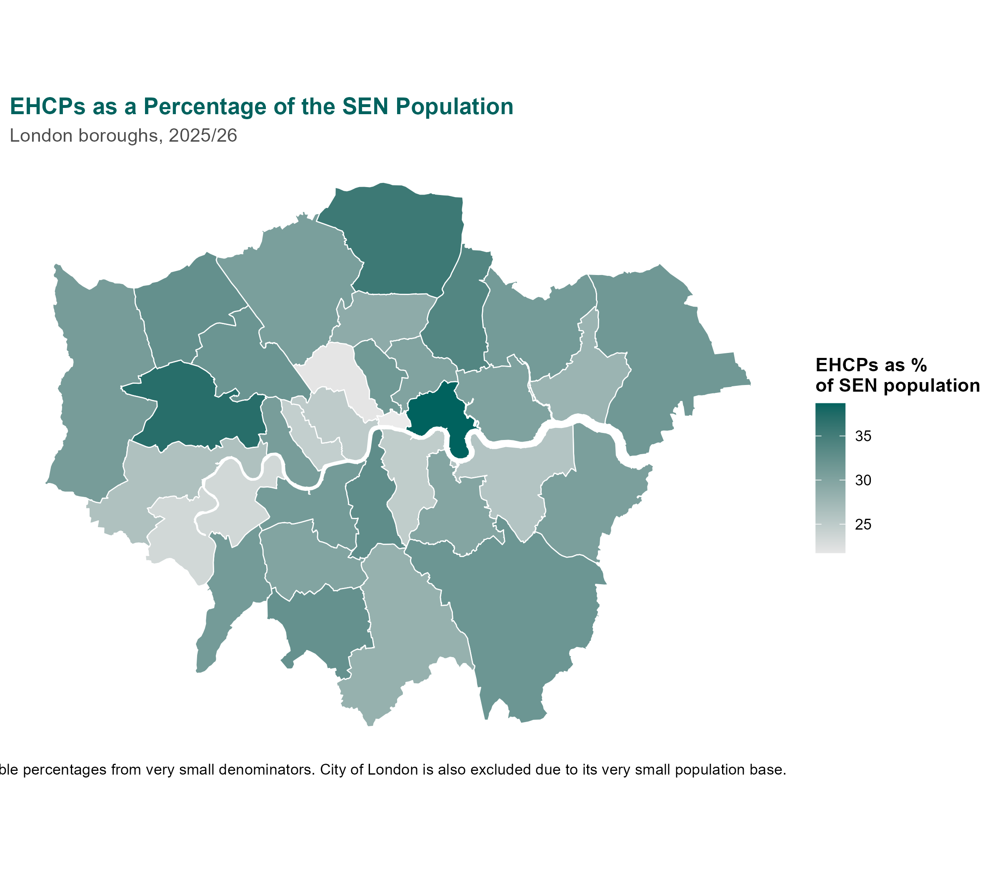 EHCPs as a Percentage of the SEN Population
London boroughs, 2025/26
EHCPs as %
of SEN population
35
30
25
percentages from very small denominators. City of London is also excluded due to its very small population base.